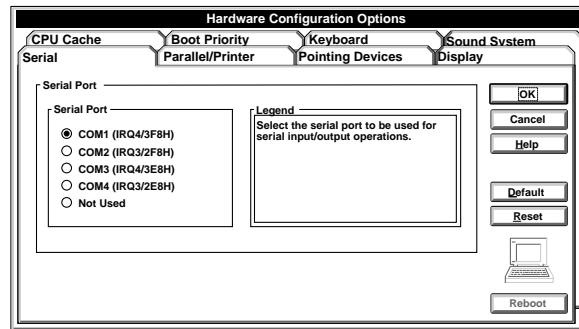 Hardware Configuration Options
CPU Cache
Boot Priority
Keyboard
Sound System
Serial
Parallel/Printer
Pointing Devices
Display
Serial Port
Serial Port
COM1 (IRQ4/3F8H)
COM2 (IRQ3/2F8H)
COM3 (IRQ4/3E8H)
COM4 (IRQ3/2E8H)
Not Used
Legend
Select the serial port to be used for
serial input/output operations.
OK
Cancel
Help
Default
Reset
Reboot